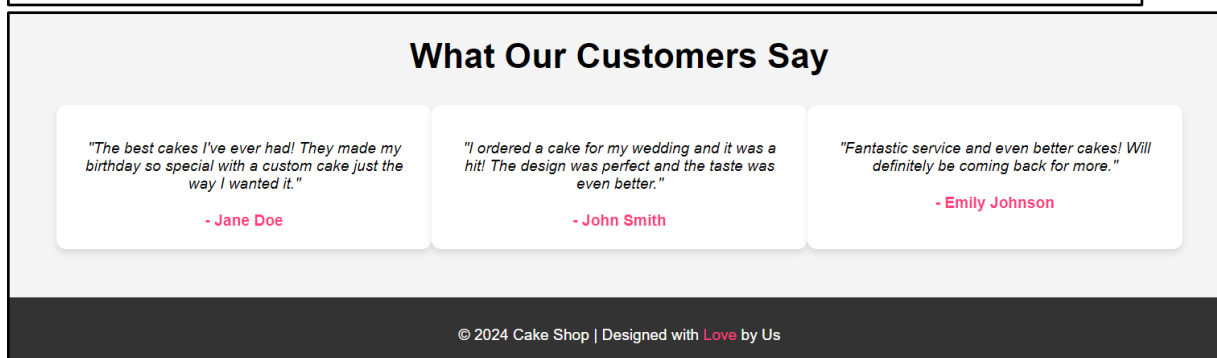 What Our Customers Say
"The best cakes I've ever had! They made my
birthday so special with a custom cake just the
way I wanted it."
- Jane Doe
"I ordered a cake for my wedding and it was a
hit! The design was perfect and the taste was
even better."
- John Smith
"Fantastic service and even better cakes! Will
definitely be coming back for more."
- Emily Johnson
© 2024 Cake Shop | Designed with Love by Us